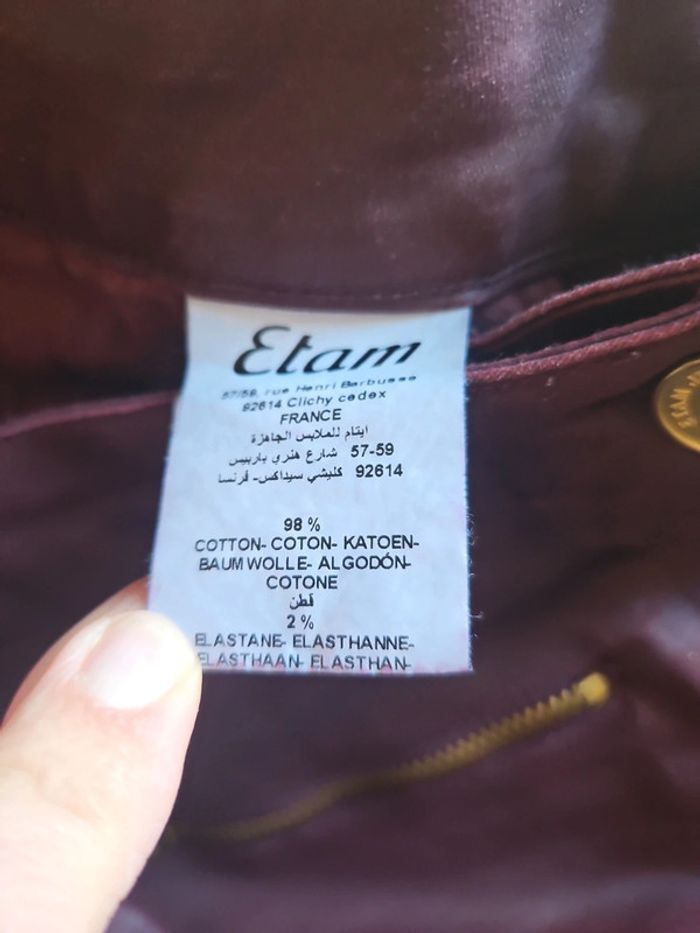 Etam
57/59, rue Henri Barbusse
92614 Clichy cedex
FRANCE
ايتام للملابس الجاهزة
57-59 شارع هنري باربيس
92614 كليشي سيداكس- فرنسا
98 %
COTTON- COTON- KATOEN-
BAUMWOLLE- ALGODÓN-
COTONE
قطن
2 %
ELASTANE- ELASTHANNE-
ELASTHAAN- ELASTHAN-
ETAM